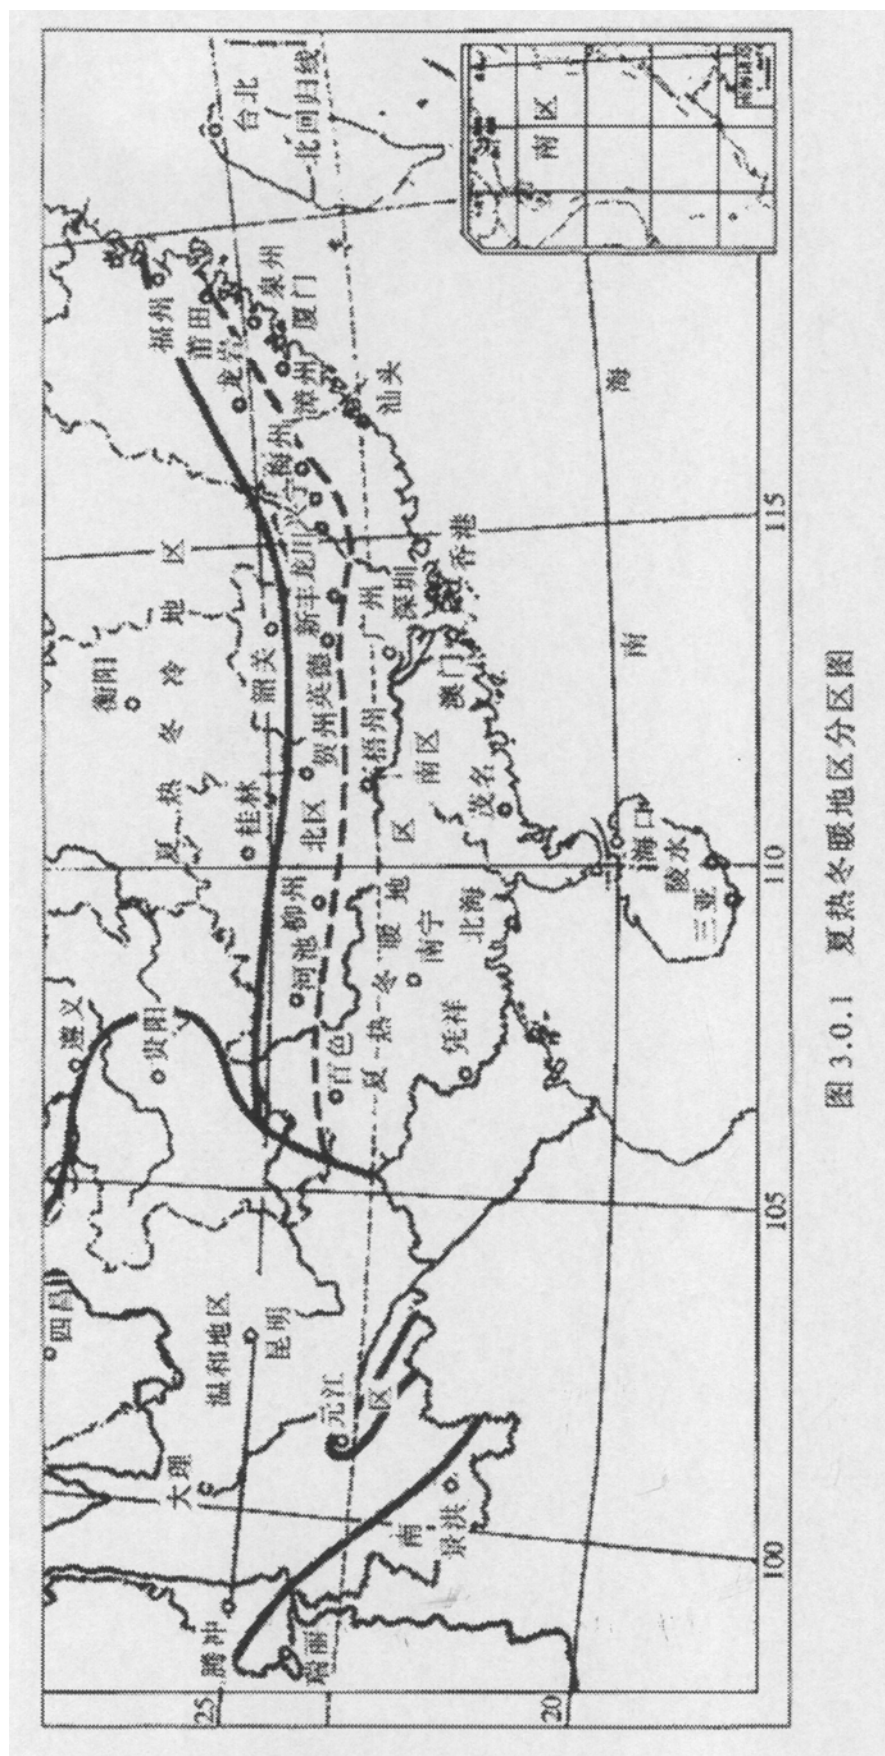 台北
北回归线
福州
莆田
泉州
厦门
龙岩
漳州
汕头
梅州
兴宁
龙川
新丰
广州
深圳
香港
澳门
韶关
英德
贺州
梧州
衡阳
桂林
夏热冬冷地区
北区
南区
夏热冬暖地区
柳州
河池
南宁
百色
凭祥
北海
茂名
海口
陵水
三亚
遵义
贵阳
温和地区
昆明
元江
大理
景洪
腾冲
瑞丽
南区
南海
南区
25
20
100
105
110
115
图 3.0.1 夏热冬暖地区分区图